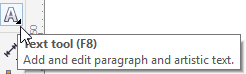 Text tool (F8)
Add and edit paragraph and artistic text.